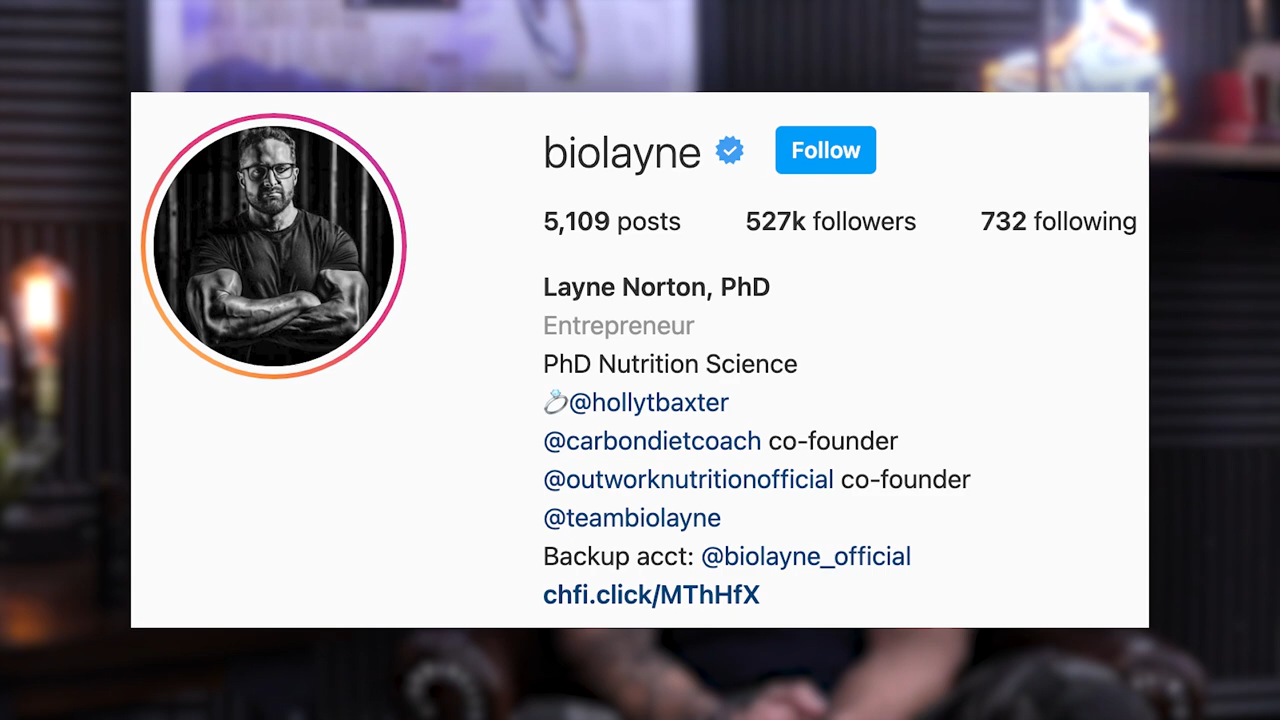 biolayne Follow
5,109 posts 527k followers 732 following
Layne Norton, PhD
Entrepreneur
PhD Nutrition Science
💍@hollytbaxter
@carbondietcoach co-founder
@outworknutritionofficial co-founder
@teambiolayne
Backup acct: @biolayne_official
chfi.click/MThHfX